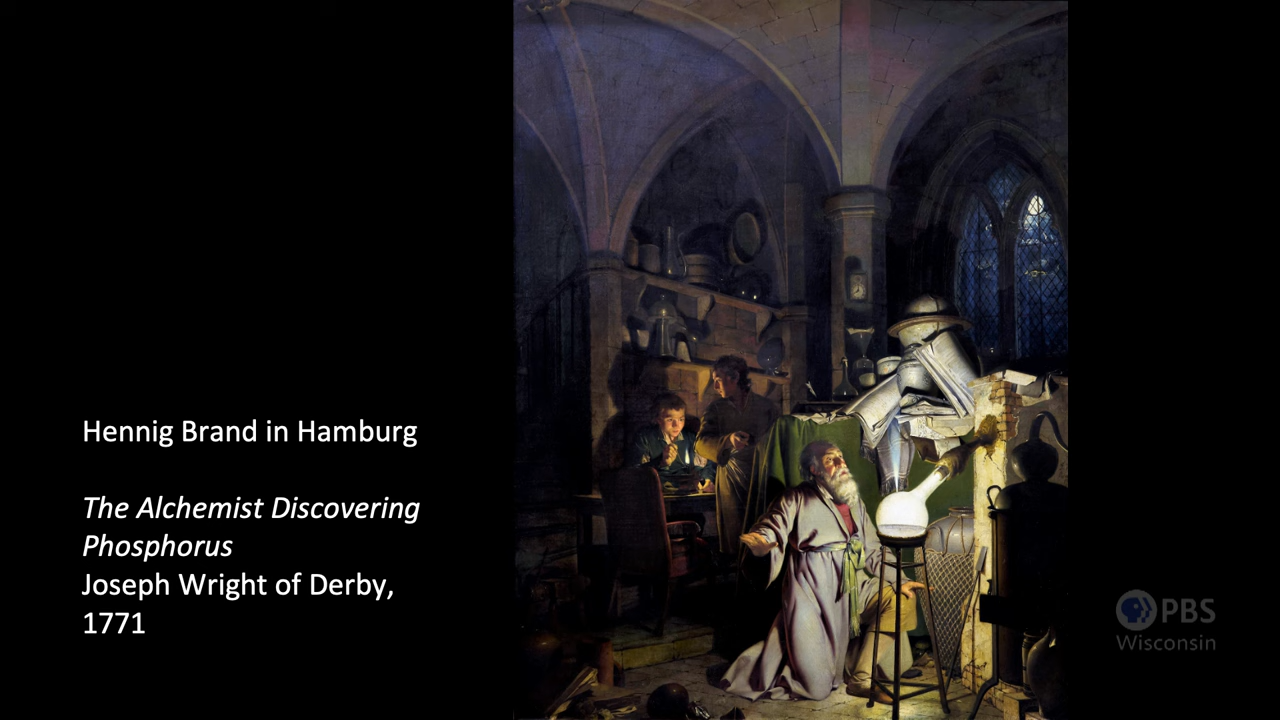 Hennig Brand in Hamburg
The Alchemist Discovering
Phosphorus
Joseph Wright of Derby,
1771
PBS
Wisconsin